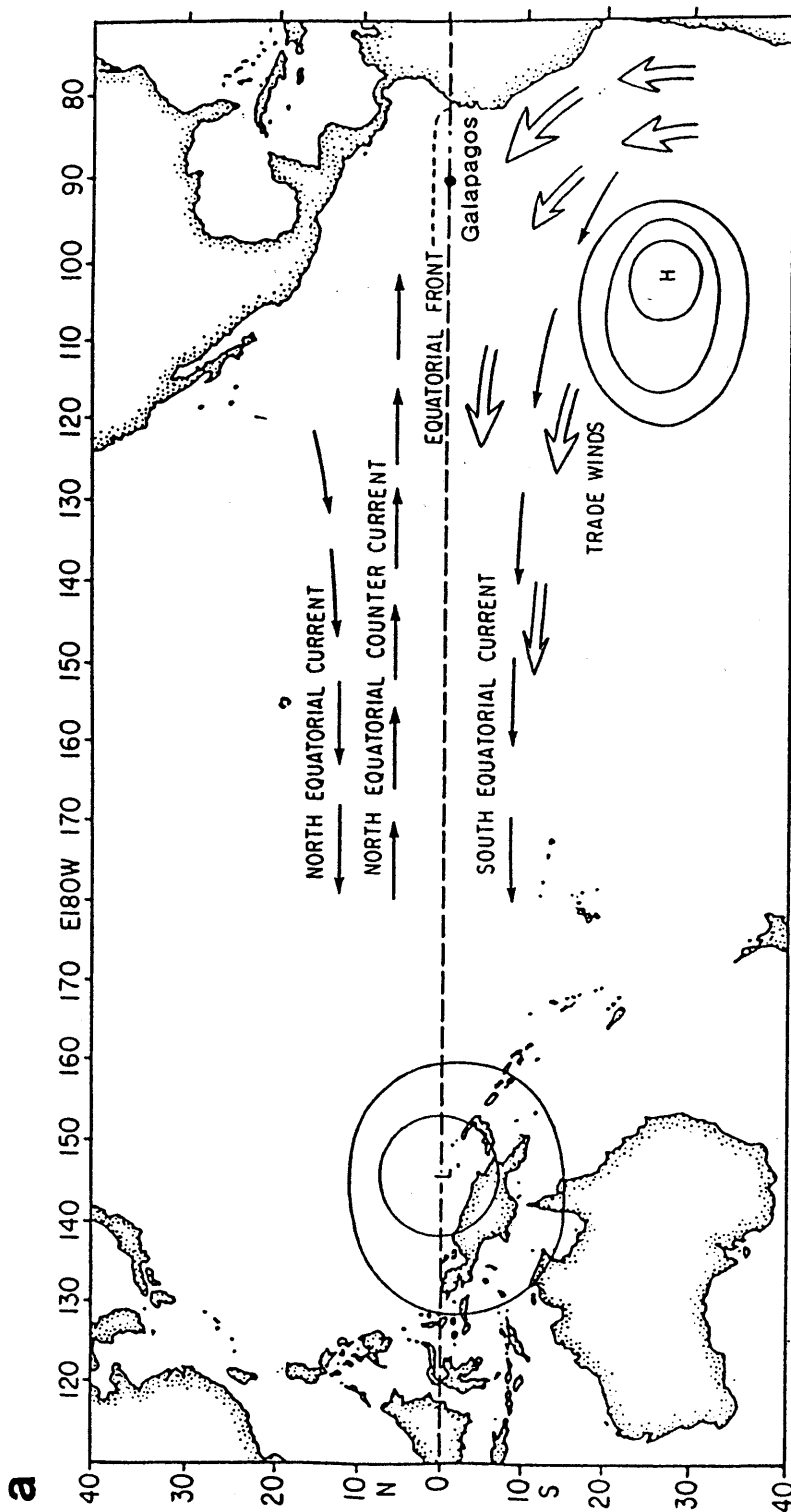 a
120 130 140 150 160 170 E180W 170 160 150 140 130 120 110 100 90 80
40
30
20
10
N
0
10
S
20
30
40
NORTH EQUATORIAL CURRENT
NORTH EQUATORIAL COUNTER CURRENT
EQUATORIAL FRONT
Galapagos
L
SOUTH EQUATORIAL CURRENT
TRADE WINDS
H